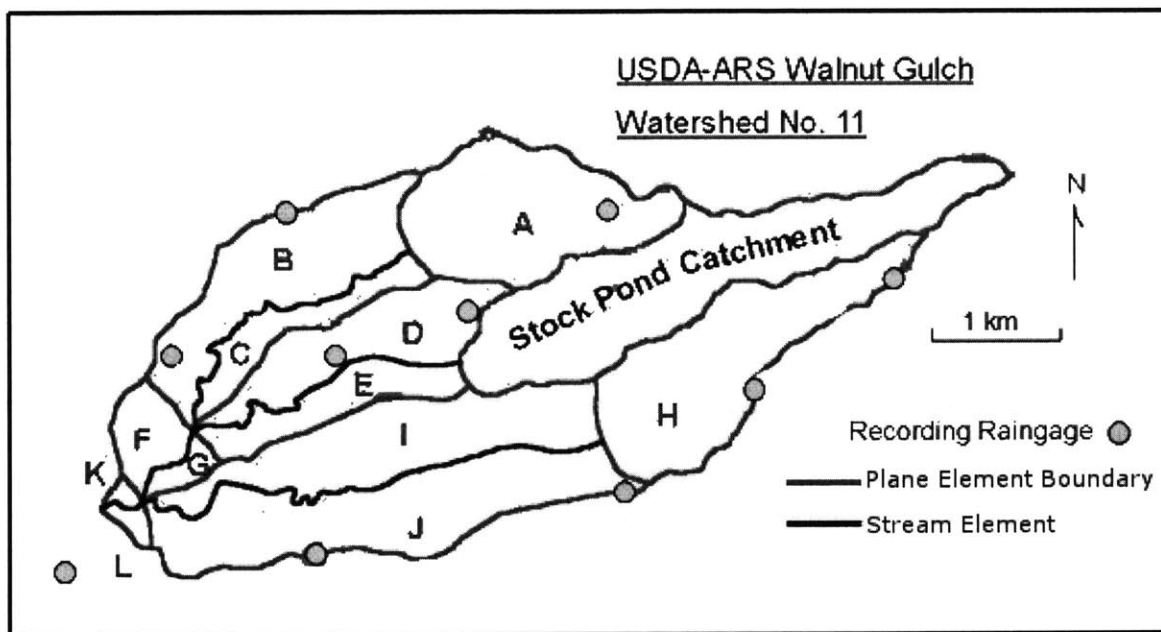 USDA-ARS Walnut Gulch
Watershed No. 11
N
A
B
Stock Pond Catchment
1 km
D
C
E
H
Recording Raingage
F
I
G
K
Plane Element Boundary
J
Stream Element
L